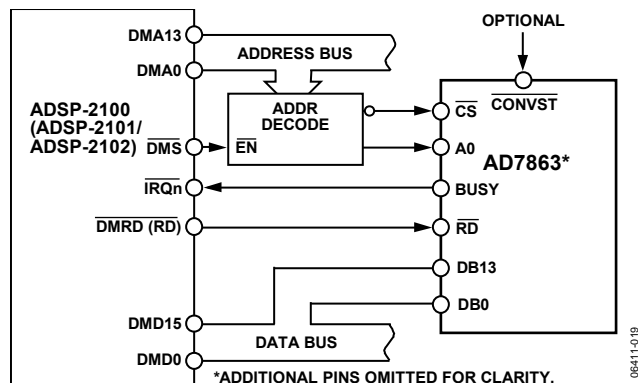 OPTIONAL
DMA13
ADDRESS BUS
DMA0
ADSP-2100
(ADSP-2101/
ADSP-2102)
ADDR
DECODE
DMS
EN
CONVST
CS
A0
AD7863*
IRQn
BUSY
DMRD (RD)
RD
DB13
DB0
DMD15
DATA BUS
DMD0
*ADDITIONAL PINS OMITTED FOR CLARITY.
06411-019